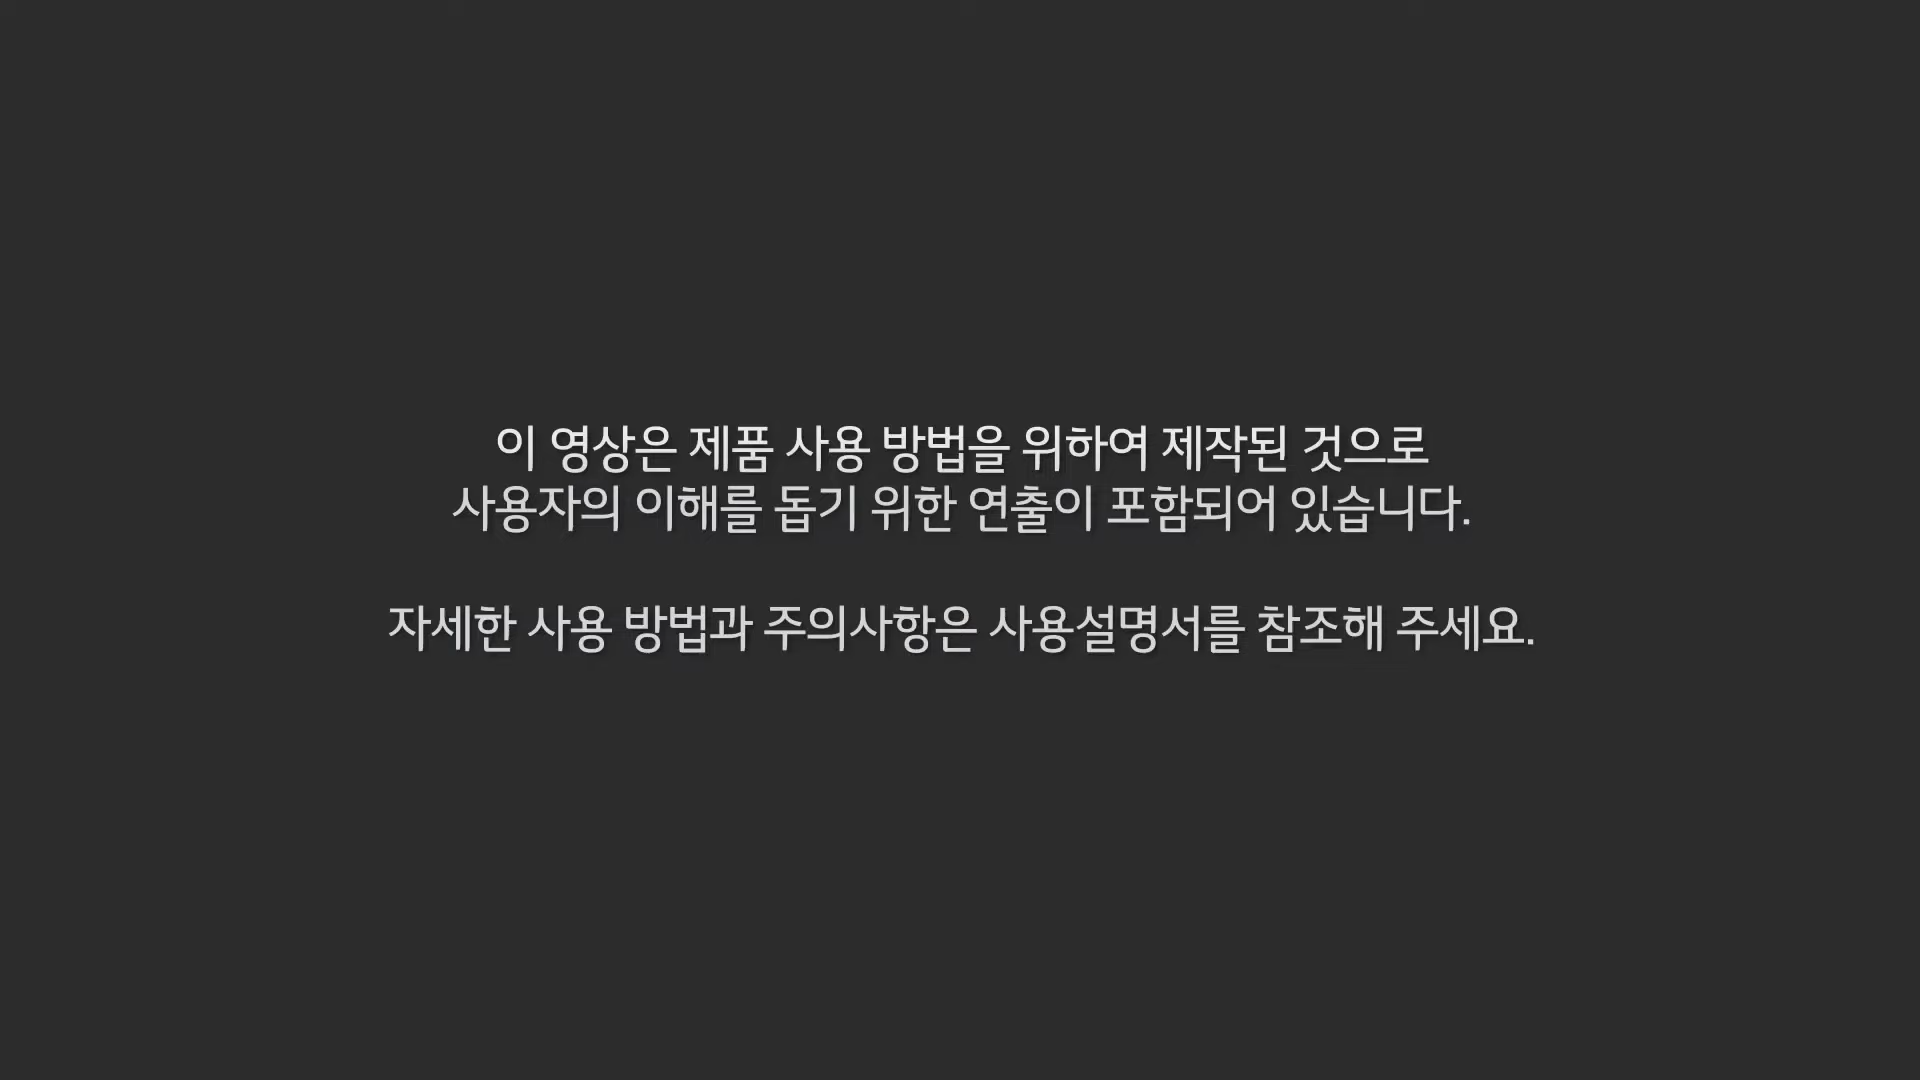 이 영상은 제품 사용 방법을 위하여 제작된 것으로
사용자의 이해를 돕기 위한 연출이 포함되어 있습니다.
자세한 사용 방법과 주의사항은 사용설명서를 참조해 주세요.